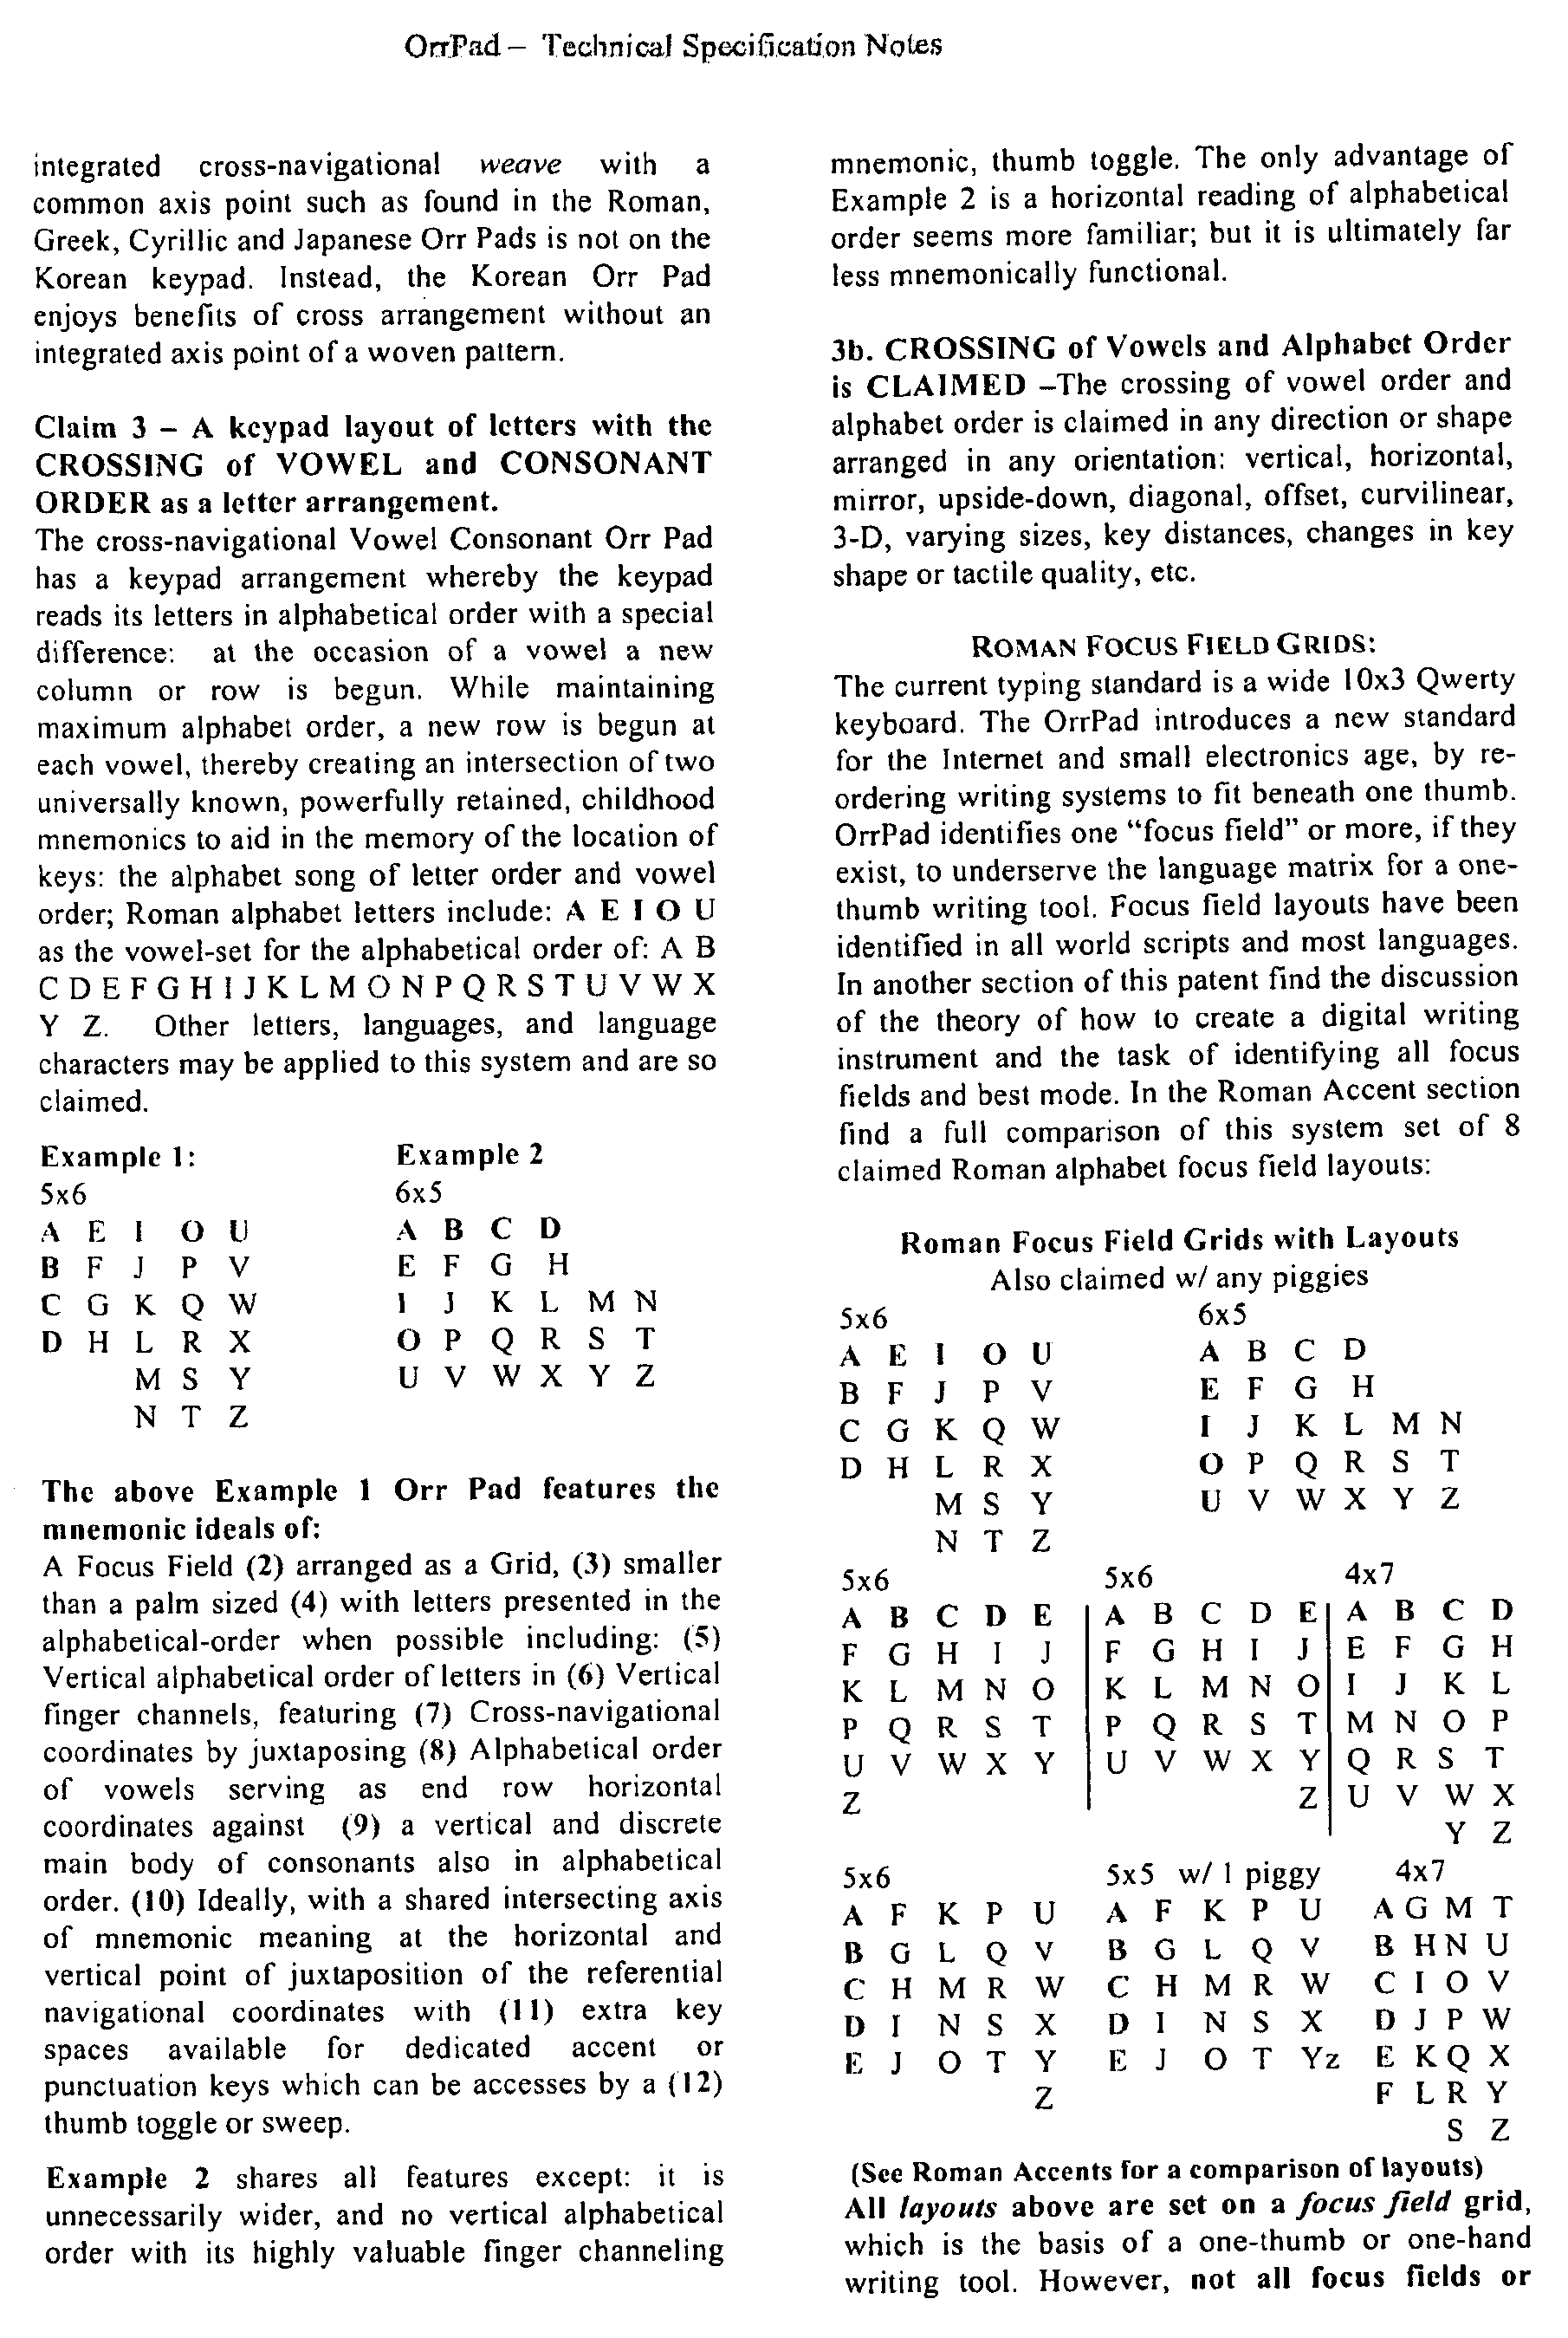 OrrPad – Technical Specification Notes
integrated cross-navigational weave with a
common axis point such as found in the Roman,
Greek, Cyrillic and Japanese Orr Pads is not on the
Korean keypad. Instead, the Korean Orr Pad
enjoys benefits of cross arrangement without an
integrated axis point of a woven pattern.
Claim 3 – A keypad layout of letters with the
CROSSING of VOWEL and CONSONANT
ORDER as a letter arrangement.
The cross-navigational Vowel Consonant Orr Pad
has a keypad arrangement whereby the keypad
reads its letters in alphabetical order with a special
difference: at the occasion of a vowel a new
column or row is begun. While maintaining
maximum alphabet order, a new row is begun at
each vowel, thereby creating an intersection of two
universally known, powerfully retained, childhood
mnemonics to aid in the memory of the location of
keys: the alphabet song of letter order and vowel
order; Roman alphabet letters include: A E I O U
as the vowel-set for the alphabetical order of: A B
C D E F G H I J K L M O N P Q R S T U V W X
Y Z. Other letters, languages, and language
characters may be applied to this system and are so
claimed.
Example 1:
5x6
A E I O U
B F J P V
C G K Q W
D H L R X
M S Y
N T Z
Example 2
6x5
A B C D
E F G H
I J K L M N
O P Q R S T
U V W X Y Z
The above Example 1 Orr Pad features the
mnemonic ideals of:
A Focus Field (2) arranged as a Grid, (3) smaller
than a palm sized (4) with letters presented in the
alphabetical-order when possible including: (5)
Vertical alphabetical order of letters in (6) Vertical
finger channels, featuring (7) Cross-navigational
coordinates by juxtaposing (8) Alphabetical order
of vowels serving as end row horizontal
coordinates against (9) a vertical and discrete
main body of consonants also in alphabetical
order. (10) Ideally, with a shared intersecting axis
of mnemonic meaning at the horizontal and
vertical point of juxtaposition of the referential
navigational coordinates with (11) extra key
spaces available for dedicated accent or
punctuation keys which can be accesses by a (12)
thumb toggle or sweep.
Example 2 shares all features except: it is
unnecessarily wider, and no vertical alphabetical
order with its highly valuable finger channeling
mnemonic, thumb toggle. The only advantage of
Example 2 is a horizontal reading of alphabetical
order seems more familiar; but it is ultimately far
less mnemonically functional.
3b. CROSSING of Vowels and Alphabet Order
is CLAIMED –The crossing of vowel order and
alphabet order is claimed in any direction or shape
arranged in any orientation: vertical, horizontal,
mirror, upside-down, diagonal, offset, curvilinear,
3-D, varying sizes, key distances, changes in key
shape or tactile quality, etc.
ROMAN FOCUS FIELD GRIDS:
The current typing standard is a wide 10x3 Qwerty
keyboard. The OrrPad introduces a new standard
for the Internet and small electronics age, by re-
ordering writing systems to fit beneath one thumb.
OrrPad identifies one “focus field” or more, if they
exist, to underserve the language matrix for a one-
thumb writing tool. Focus field layouts have been
identified in all world scripts and most languages.
In another section of this patent find the discussion
of the theory of how to create a digital writing
instrument and the task of identifying all focus
fields and best mode. In the Roman Accent section
find a full comparison of this system set of 8
claimed Roman alphabet focus field layouts:
Roman Focus Field Grids with Layouts
Also claimed w/ any piggies
5x6
A E I O U
B F J P V
C G K Q W
D H L R X
M S Y
N T Z
6x5
A B C D
E F G H
I J K L M N
O P Q R S T
U V W X Y Z
5x6
A B C D E
F G H I J
K L M N O
P Q R S T
U V W X Y
Z
5x6
A B C D E
F G H I J
K L M N O
P Q R S T
U V W X Y
Z
4x7
A B C D
E F G H
I J K L
M N O P
Q R S T
U V W X
Y Z
5x6
A F K P U
B G L Q V
C H M R W
D I N S X
E J O T Y
Z
5x5 w/ 1 piggy
A F K P U
B G L Q V
C H M R W
D I N S X
E J O T Yz
4x7
A G M T
B H N U
C I O V
D J P W
E K Q X
F L R Y
S Z
(See Roman Accents for a comparison of layouts)
All layouts above are set on a focus field grid,
which is the basis of a one-thumb or one-hand
writing tool. However, not all focus fields or